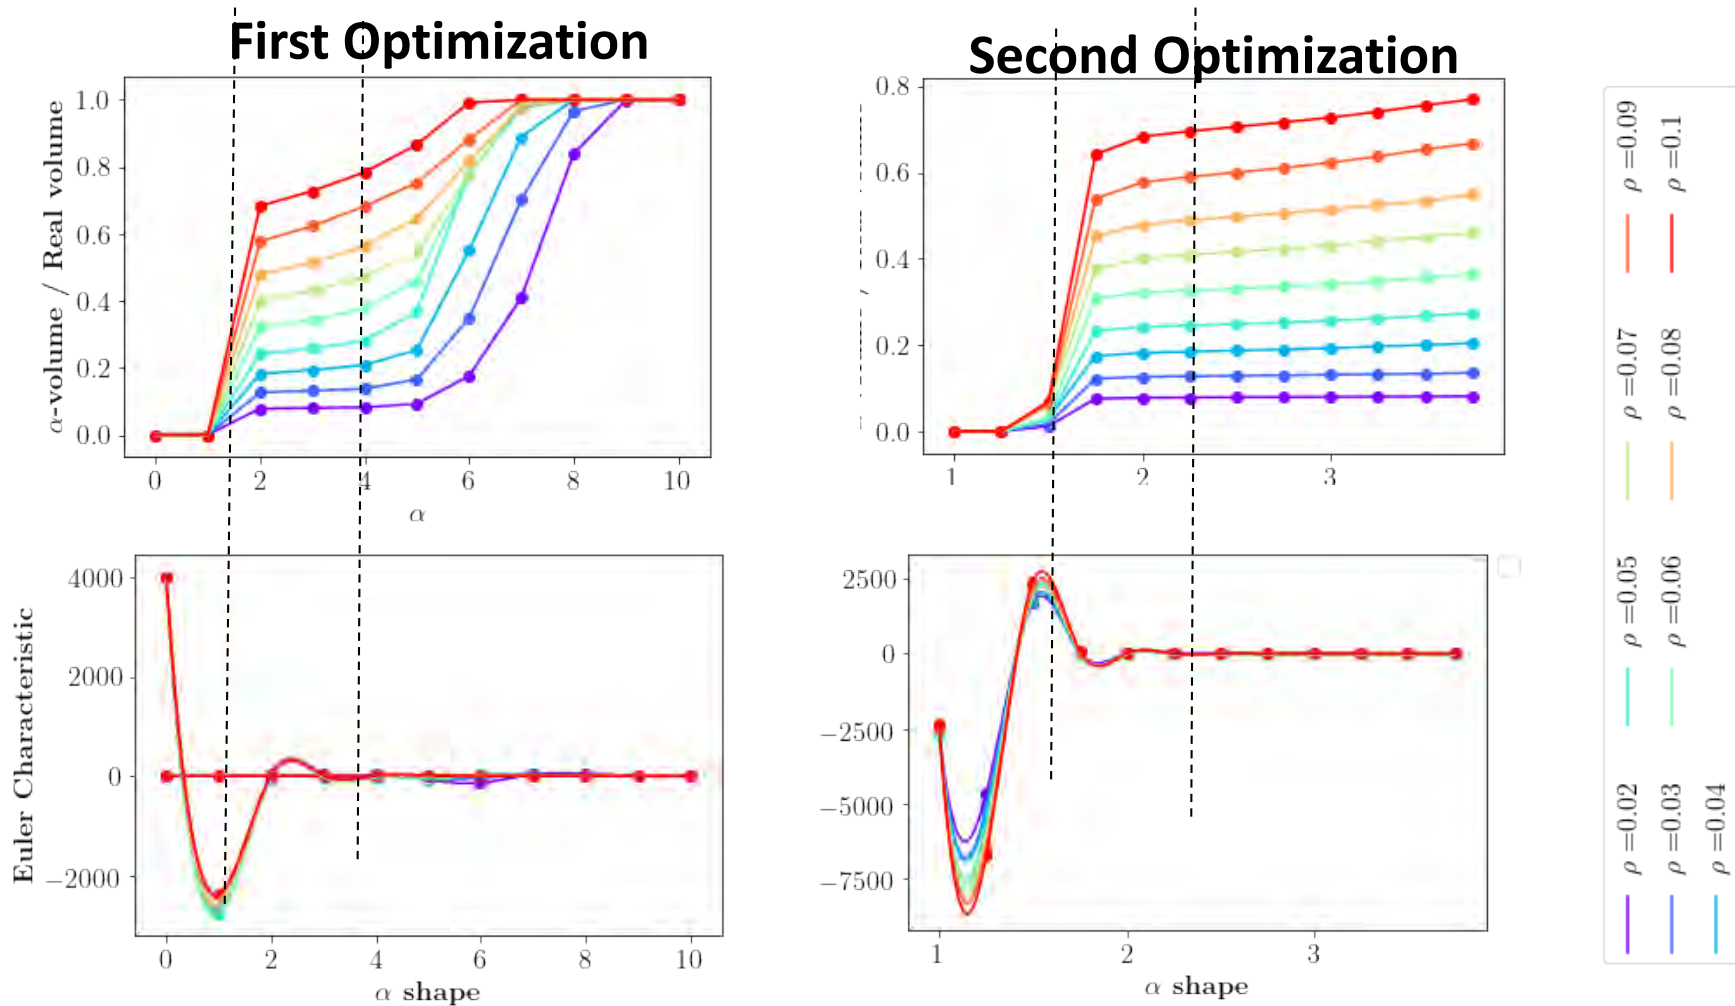 First Optimization
Second Optimization
α-volume / Real volume
1.0
0.8
0.6
0.4
0.2
0.0
0 2 4 6 8 10
α
0.8
0.6
0.4
0.2
0.0
1 2 3
Euler Characteristic
4000
2000
0
−2000
0 2 4 6 8 10
α shape
2500
0
−2500
−5000
−7500
1 2 3
α shape
ρ =0.02
ρ =0.03
ρ =0.04
ρ =0.05
ρ =0.06
ρ =0.07
ρ =0.08
ρ =0.09
ρ =0.1